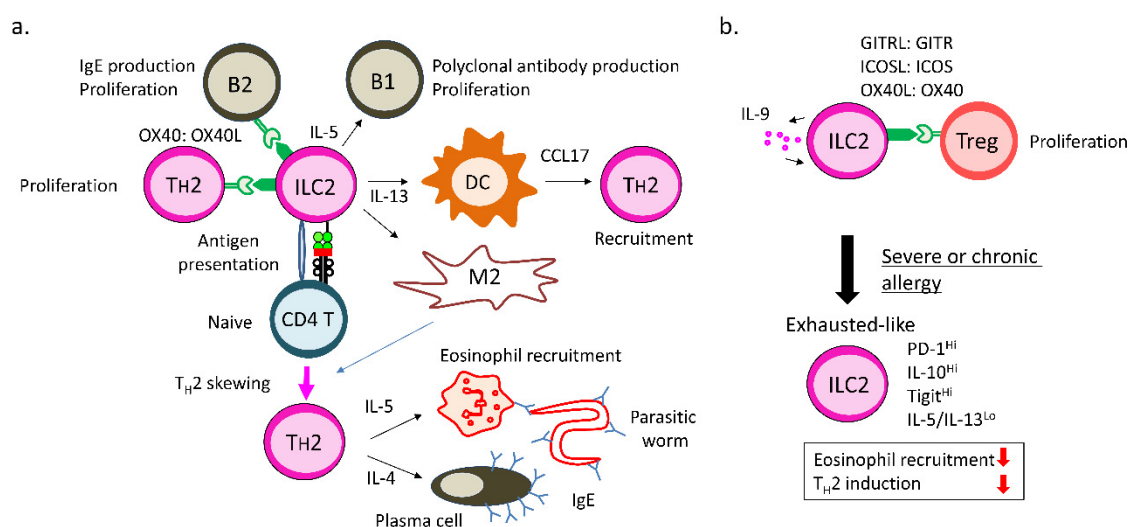 a.
IgE production
Proliferation
B2
B1
Polyclonal antibody production
Proliferation
OX40: OX40L
IL-5
Proliferation
TH2
ILC2
IL-13
DC
CCL17
TH2
Recruitment
Antigen
presentation
M2
Naive
CD4 T
TH2 skewing
Eosinophil recruitment
TH2
IL-5
IL-4
Parasitic
worm
IgE
Plasma cell
b.
GITRL: GITR
ICOSL: ICOS
OX40L: OX40
IL-9
ILC2
Treg
Proliferation
Severe or chronic
allergy
Exhausted-like
ILC2
PD-1Hi
IL-10Hi
TigitHi
IL-5/IL-13Lo
Eosinophil recruitment
TH2 induction